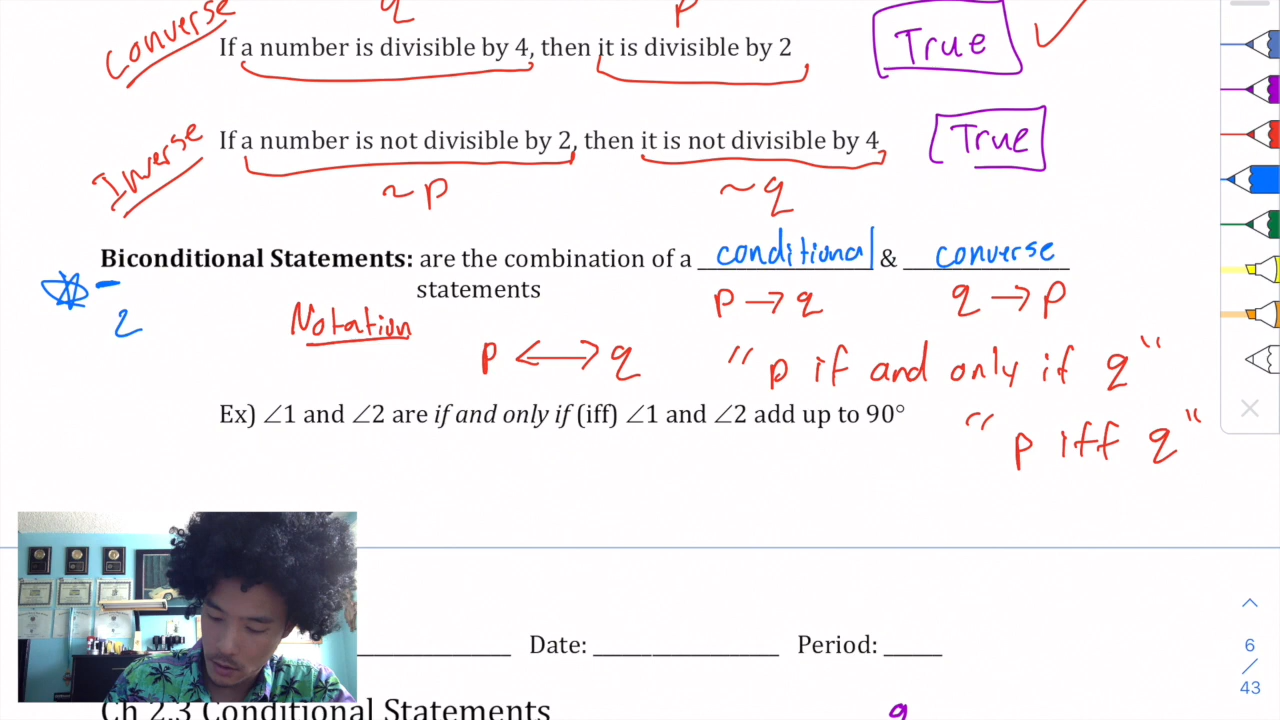 converse
q p
If a number is divisible by 4, then it is divisible by 2 True
Inverse
If a number is not divisible by 2, then it is not divisible by 4 True
~p ~q
Biconditional Statements: are the combination of a conditional & converse
statements p → q q → p
2 Notation
p ⟷ q "p if and only if q"
Ex) ∠1 and ∠2 are if and only if (iff) ∠1 and ∠2 add up to 90°
"p iff q"
Date: Period:
Ch 2.3 Conditional Statements
6
/
43